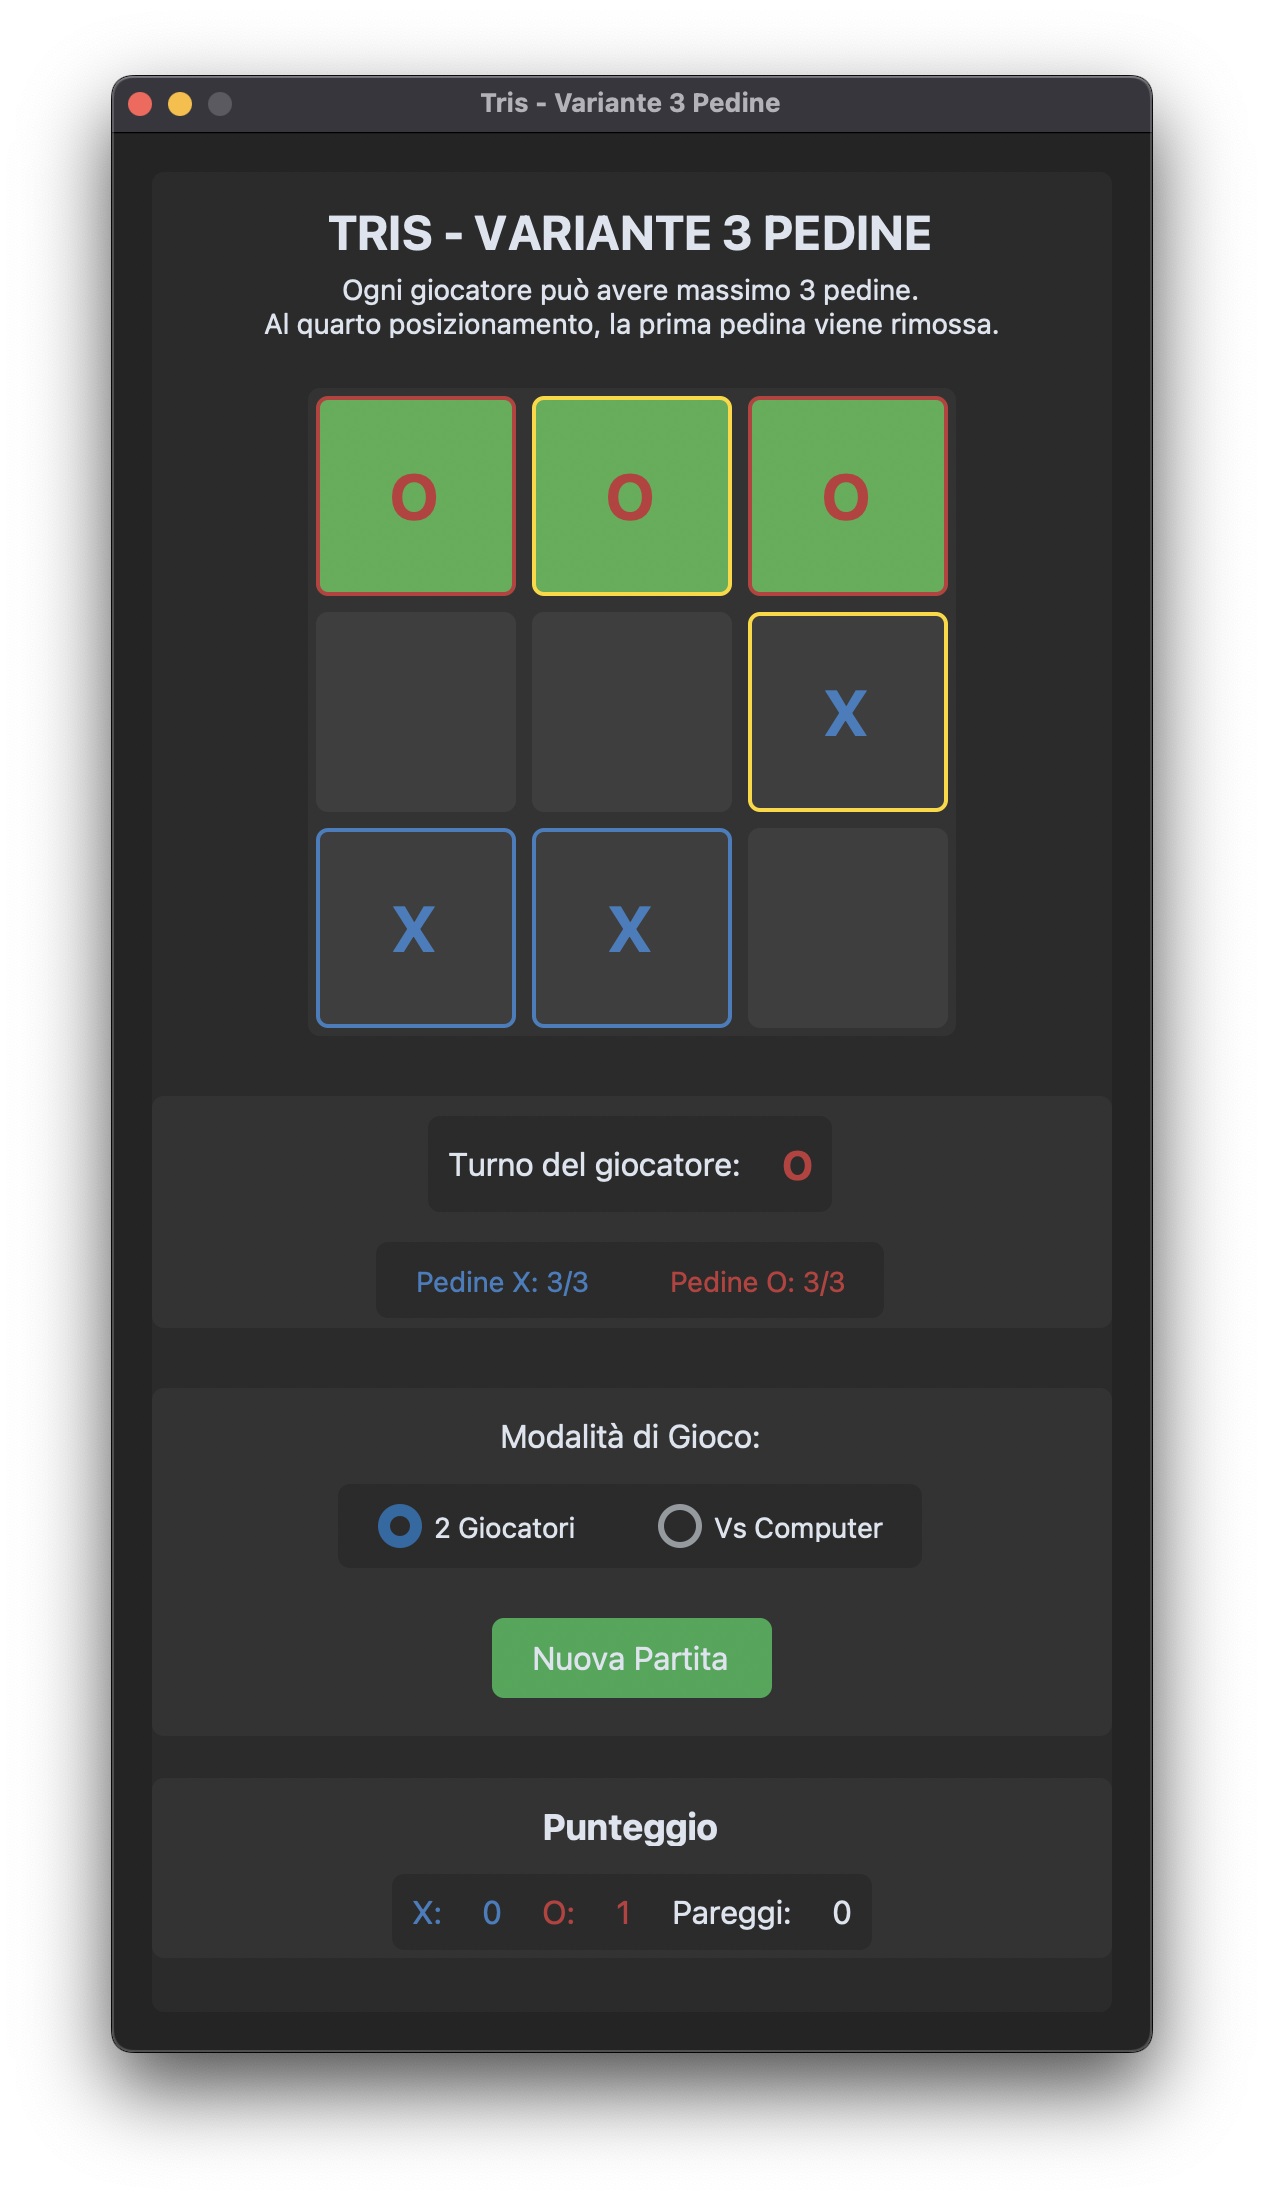 Tris - Variante 3 Pedine
TRIS - VARIANTE 3 PEDINE
Ogni giocatore può avere massimo 3 pedine.
Al quarto posizionamento, la prima pedina viene rimossa.
O O O
X
X X
Turno del giocatore: O
Pedine X: 3/3 Pedine O: 3/3
Modalità di Gioco:
2 Giocatori Vs Computer
Nuova Partita
Punteggio
X: 0 O: 1 Pareggi: 0